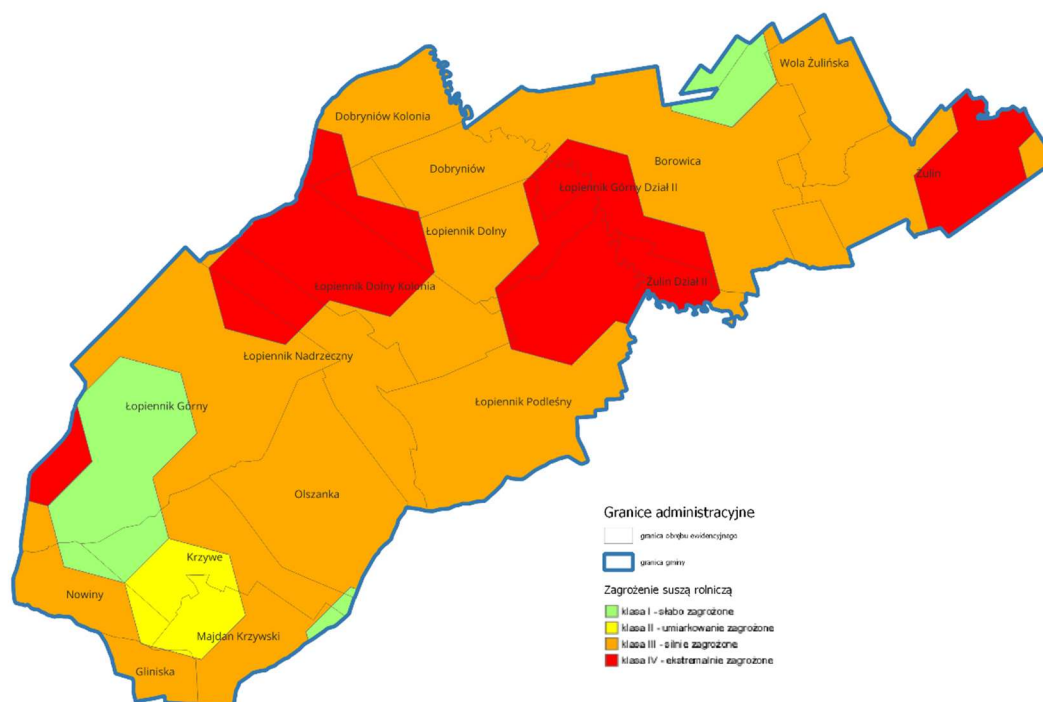 Wola Żulińska
Dobryniów Kolonia
Dobryniów
Borowica
Żulin
Łopiennik Górny Dział II
Łopiennik Dolny
Żulin Dział II
Łopiennik Dolny Kolonia
Łopiennik Nadrzeczny
Łopiennik Górny
Łopiennik Podleśny
Olszanka
Krzywe
Nowiny
Majdan Krzywski
Gliniska
Granice administracyjne
granica obrębu ewidencyjnego
granica gminy
Zagrożenie suszą rolniczą
klasa I - słabo zagrożone
klasa II - umiarkowanie zagrożone
klasa III - silnie zagrożone
klasa IV - ekstremalnie zagrożone